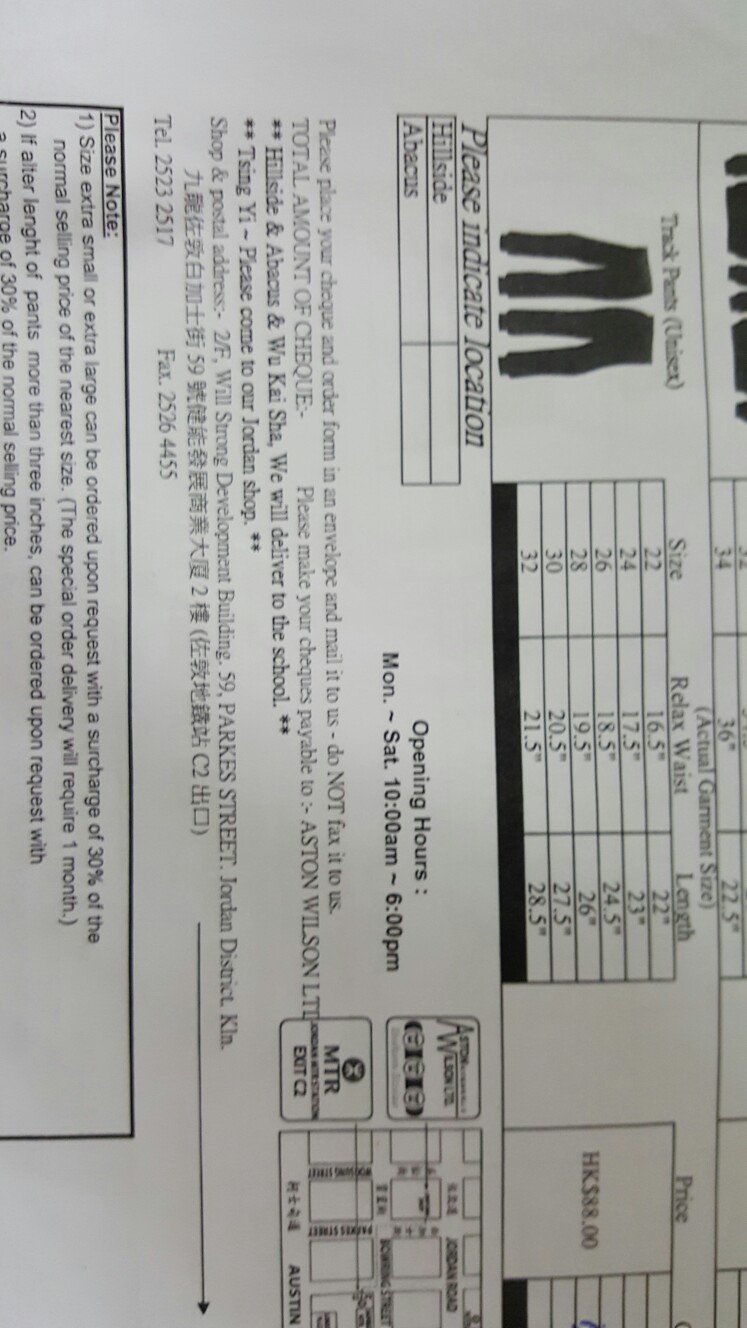 34 36" 22.5"
(Actual Garment Size)
Track Pants (Unisex) Size Relax Waist Length Price
22 16.5" 22"
24 17.5" 23"
26 18.5" 24.5"
28 19.5" 26" HK$88.00
30 20.5" 27.5"
32 21.5" 28.5"
Please indicate location
Hillside
Abacus
Opening Hours :
Mon. ~ Sat. 10:00am ~ 6:00pm
Please place your cheque and order form in an envelope and mail it to us - do NOT fax it to us.
TOTAL AMOUNT OF CHEQUE:- Please make your cheques payable to :- ASTON WILSON LTD
** Hillside & Abacus & Wu Kai Sha, We will deliver to the school. **
** Tsing Yi ~ Please come to our Jordan shop. **
Shop & postal address:- 2/F, Will Strong Development Building. 59, PARKES STREET. Jordan District. Kln.
九龍佐敦白加士街 59 號健能發展商業大厦 2 樓 (佐敦地鐵站 C2 出口)
Tel. 2523 2517 Fax. 2526 4455
ASTON WILSON LTD.
MTR
JORDAN MTR STATION
EXIT C2
JORDAN ROAD
BOWRING STREET
WOOSUNG STREET
PARKES STREET
AUSTIN
Please Note:
1) Size extra small or extra large can be ordered upon request with a surcharge of 30% of the
normal selling price of the nearest size. (The special order delivery will require 1 month.)
2) If alter lenght of pants more than three inches, can be ordered upon request with
a surcharge of 30% of the normal selling price.